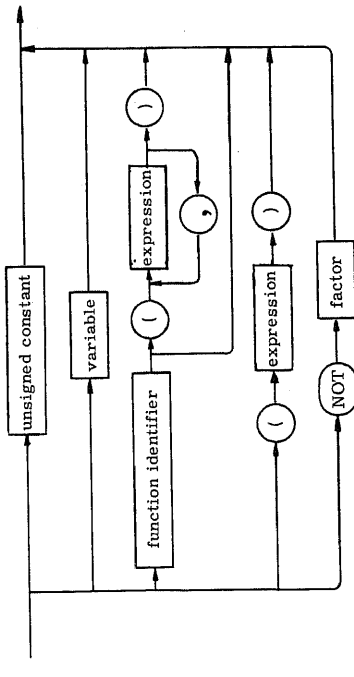 unsigned constant
variable
function identifier ( expression )
,
( expression )
NOT factor